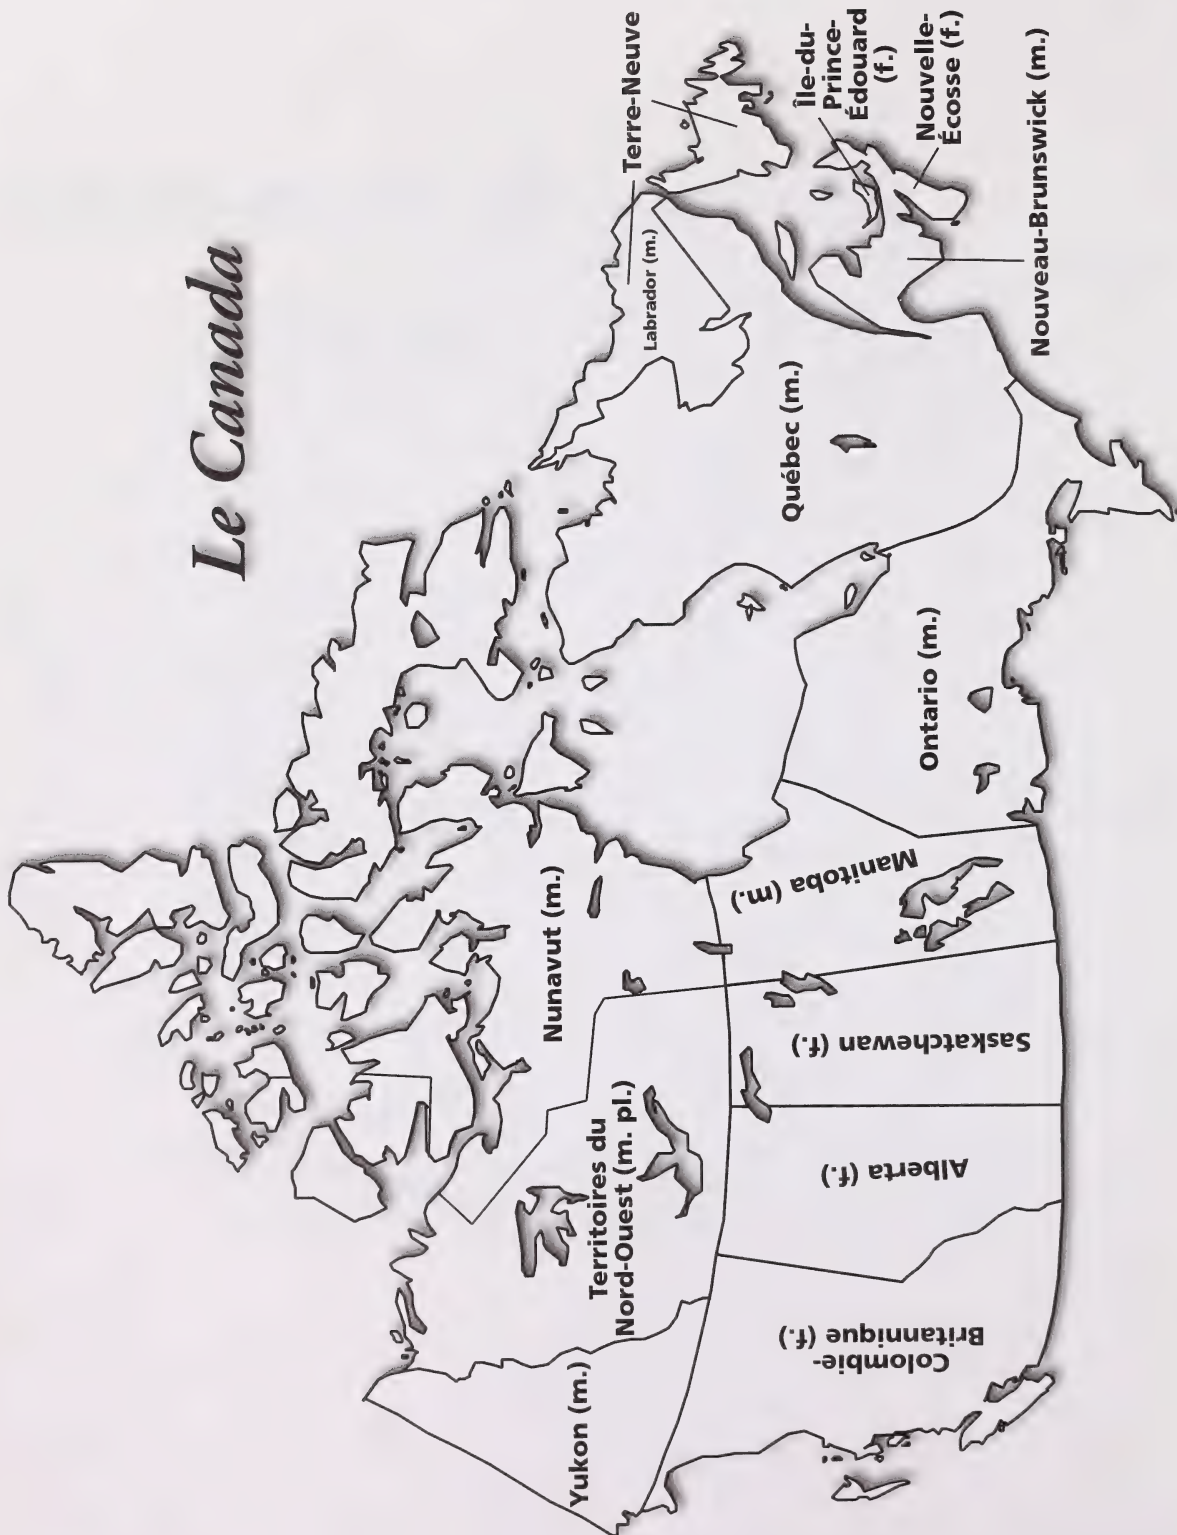 Le Canada
Yukon (m.)
Territoires du
Nord-Ouest (m. pl.)
Nunavut (m.)
Colombie-
Britannique (f.)
Alberta (f.)
Saskatchewan (f.)
Manitoba (m.)
Ontario (m.)
Québec (m.)
Labrador (m.)
Terre-Neuve
Île-du-
Prince-
Édouard
(f.)
Nouvelle-
Écosse (f.)
Nouveau-Brunswick (m.)